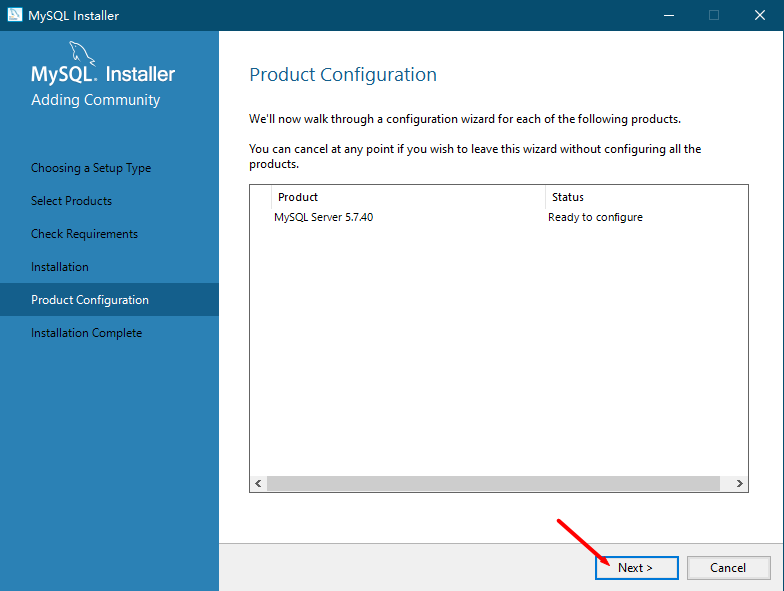 MySQL Installer
MySQL. Installer
Adding Community
Choosing a Setup Type
Select Products
Check Requirements
Installation
Product Configuration
Installation Complete
Product Configuration
We'll now walk through a configuration wizard for each of the following products.
You can cancel at any point if you wish to leave this wizard without configuring all the
products.
Product Status
MySQL Server 5.7.40 Ready to configure
Next > Cancel